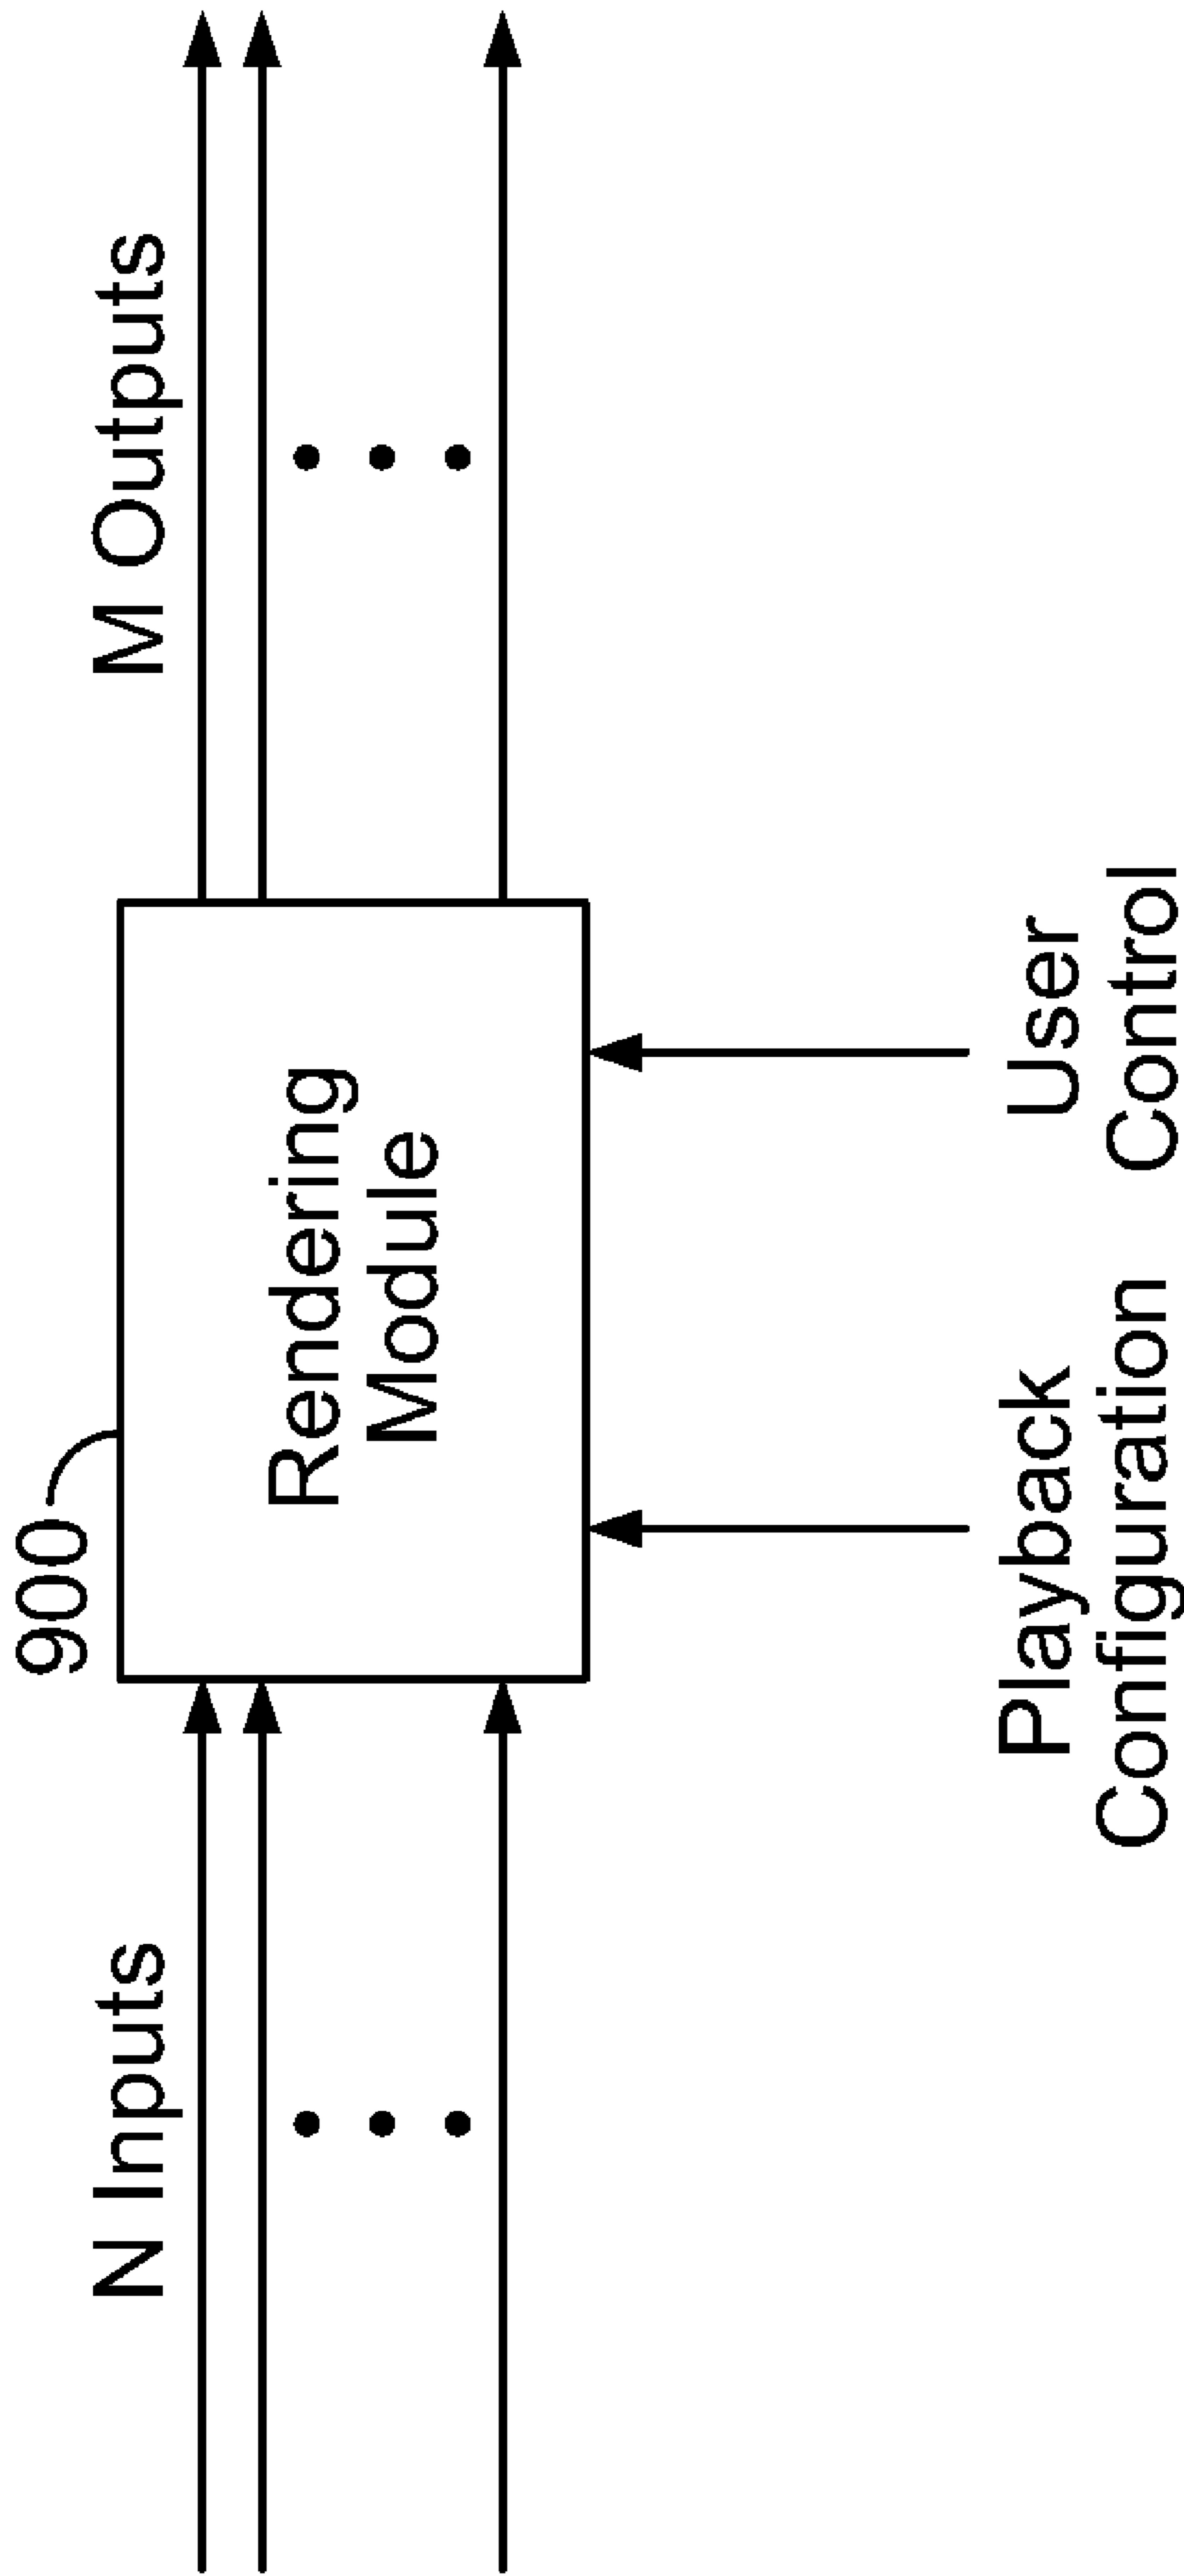 900
N Inputs
M Outputs
Rendering
Module
Playback
Configuration
User
Control